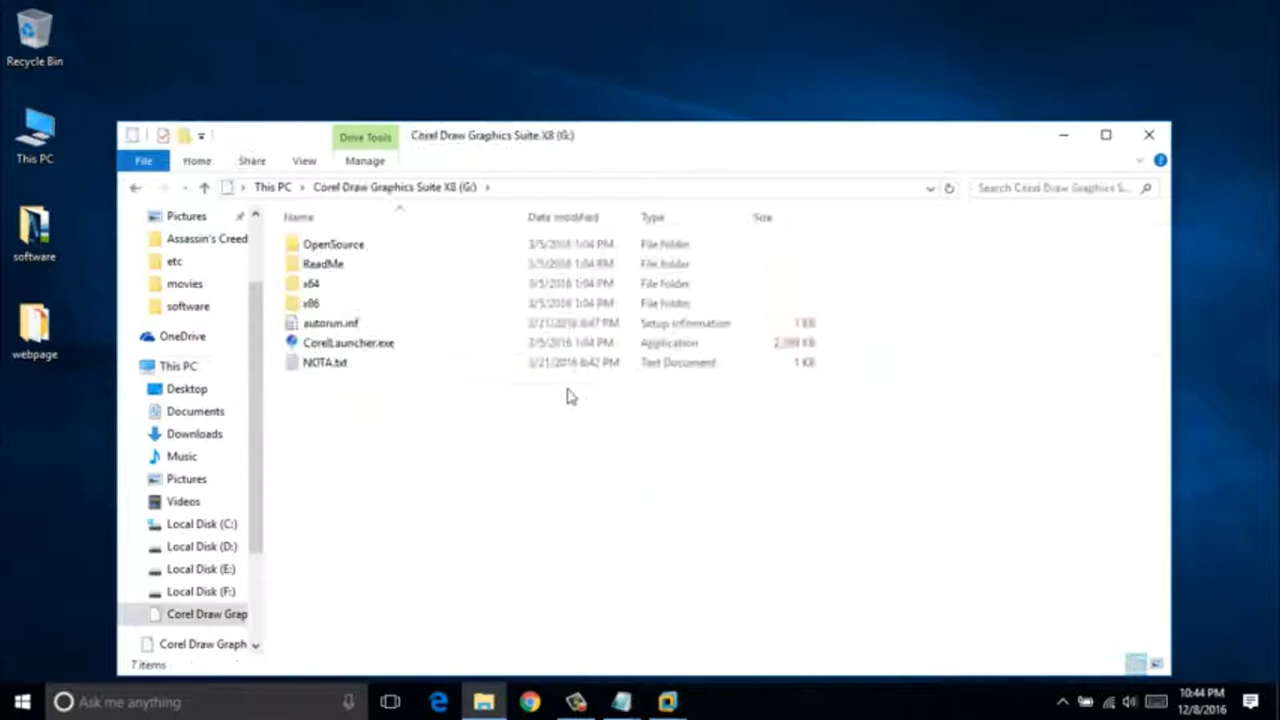 Recycle Bin
This PC
software
webpage
Drive Tools
Corel Draw Graphics Suite X8 (G:)
File Home Share View Manage
This PC > Corel Draw Graphics Suite X8 (G:) >
Search Corel Draw Graphics S...
Name Date modified Type Size
OpenSource 3/5/2016 1:04 PM File folder
ReadMe 3/5/2016 1:04 PM File folder
x64 3/5/2016 1:04 PM File folder
x86 3/5/2016 1:04 PM File folder
autorun.inf 3/21/2016 8:47 PM Setup Information 1 KB
CorelLauncher.exe 3/5/2016 1:04 PM Application KB
NOTA.txt 3/21/2016 8:42 PM Text Document 1 KB
Pictures
Assassin's Creed
etc
movies
software
OneDrive
This PC
Desktop
Documents
Downloads
Music
Pictures
Videos
Local Disk (C:)
Local Disk (D:)
Local Disk (E:)
Local Disk (F:)
Corel Draw Grap
Corel Draw Graph
7 items
Ask me anything
10:44 PM
12/8/2016